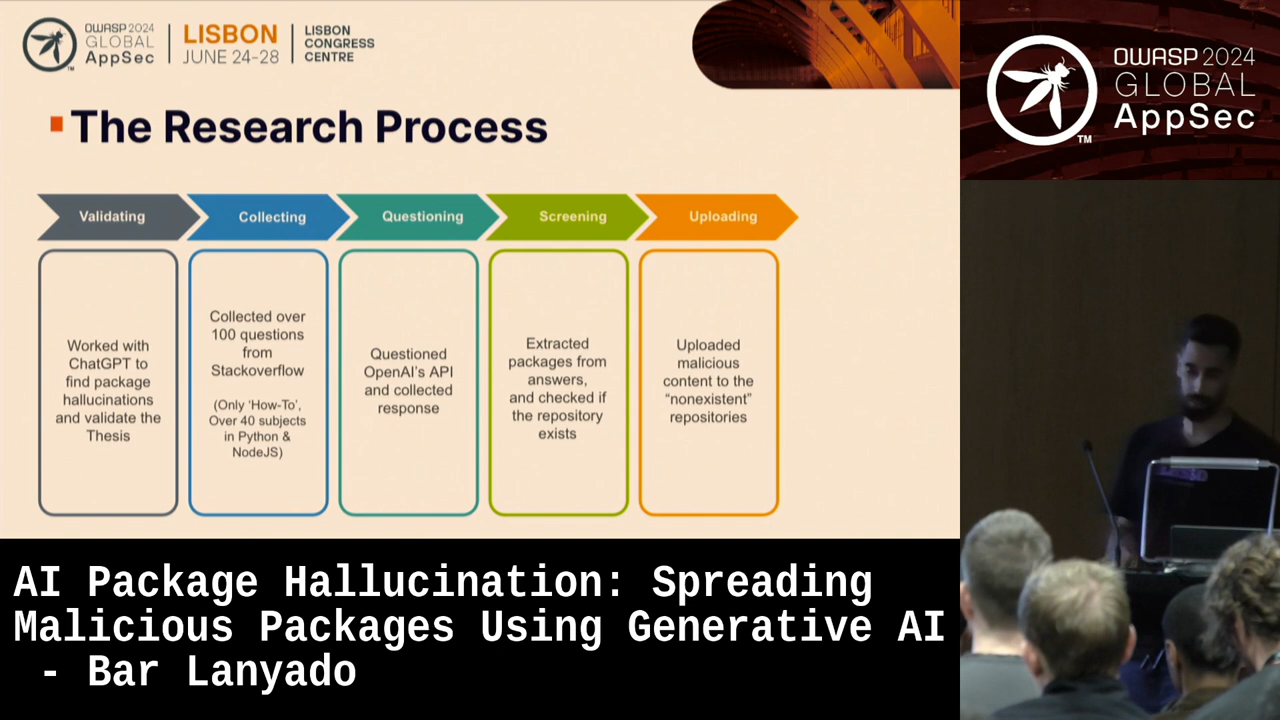 OWASP 2024
GLOBAL
AppSec
TM
LISBON
JUNE 24-28
LISBON
CONGRESS
CENTRE
The Research Process
Validating
Collecting
Questioning
Screening
Uploading
Worked with
ChatGPT to
find package
hallucinations
and validate the
Thesis
Collected over
100 questions
from
Stackoverflow
(Only ‘How-To’,
Over 40 subjects
in Python &
NodeJS)
Questioned
OpenAI’s API
and collected
response
Extracted
packages from
answers,
and checked if
the repository
exists
Uploaded
malicious
content to the
“nonexistent”
repositories
OWASP 2024
GLOBAL
AppSec
TM
AI Package Hallucination: Spreading
Malicious Packages Using Generative AI
- Bar Lanyado